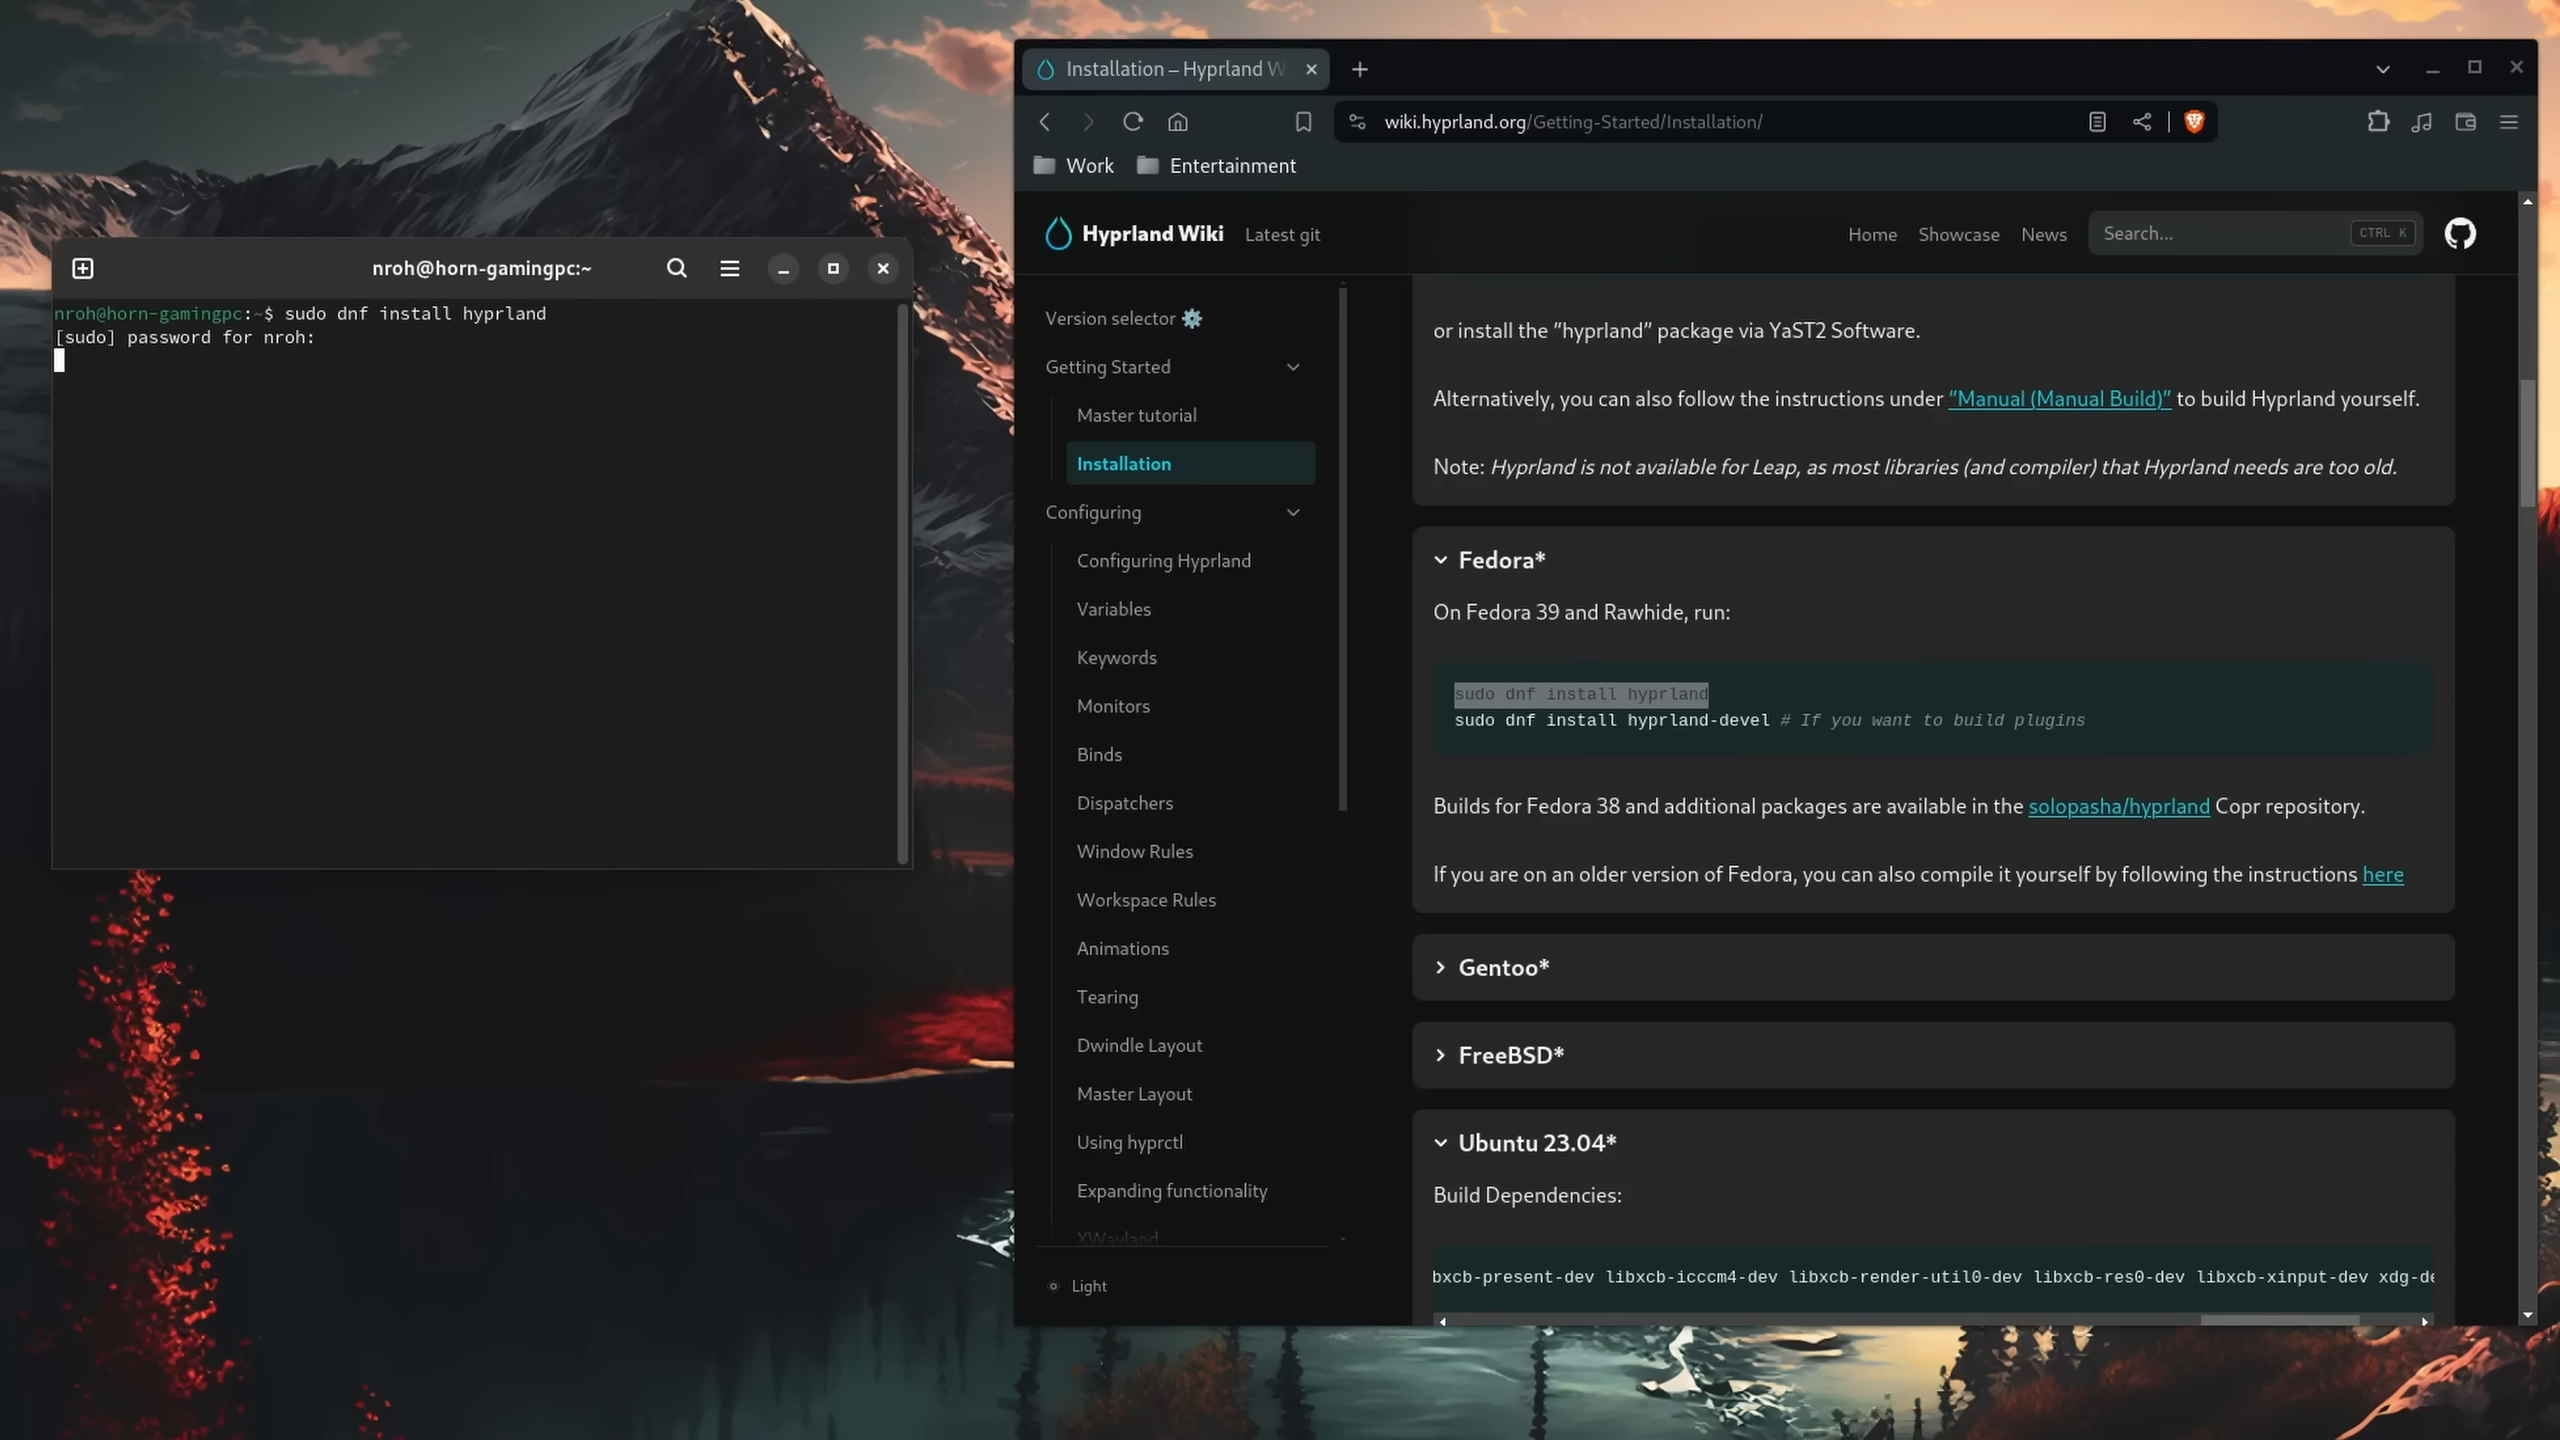 nroh@horn-gamingpc:~
nroh@horn-gamingpc:~$ sudo dnf install hyprland
[sudo] password for nroh:
Installation – Hyprland W
wiki.hyprland.org/Getting-Started/Installation/
Work
Entertainment
Hyprland Wiki
Latest git
Home
Showcase
News
Search...
CTRL K
Version selector ⚙️
Getting Started
Master tutorial
Installation
Configuring
Configuring Hyprland
Variables
Keywords
Monitors
Binds
Dispatchers
Window Rules
Workspace Rules
Animations
Tearing
Dwindle Layout
Master Layout
Using hyprctl
Expanding functionality
XWayland
Light
or install the “hyprland” package via YaST2 Software.
Alternatively, you can also follow the instructions under “Manual (Manual Build)” to build Hyprland yourself.
Note: Hyprland is not available for Leap, as most libraries (and compiler) that Hyprland needs are too old.
Fedora*
On Fedora 39 and Rawhide, run:
sudo dnf install hyprland
sudo dnf install hyprland-devel # If you want to build plugins
Builds for Fedora 38 and additional packages are available in the solopasha/hyprland Copr repository.
If you are on an older version of Fedora, you can also compile it yourself by following the instructions here
Gentoo*
FreeBSD*
Ubuntu 23.04*
Build Dependencies:
bxcb-present-dev libxcb-icccm4-dev libxcb-render-util0-dev libxcb-res0-dev libxcb-xinput-dev xdg-de